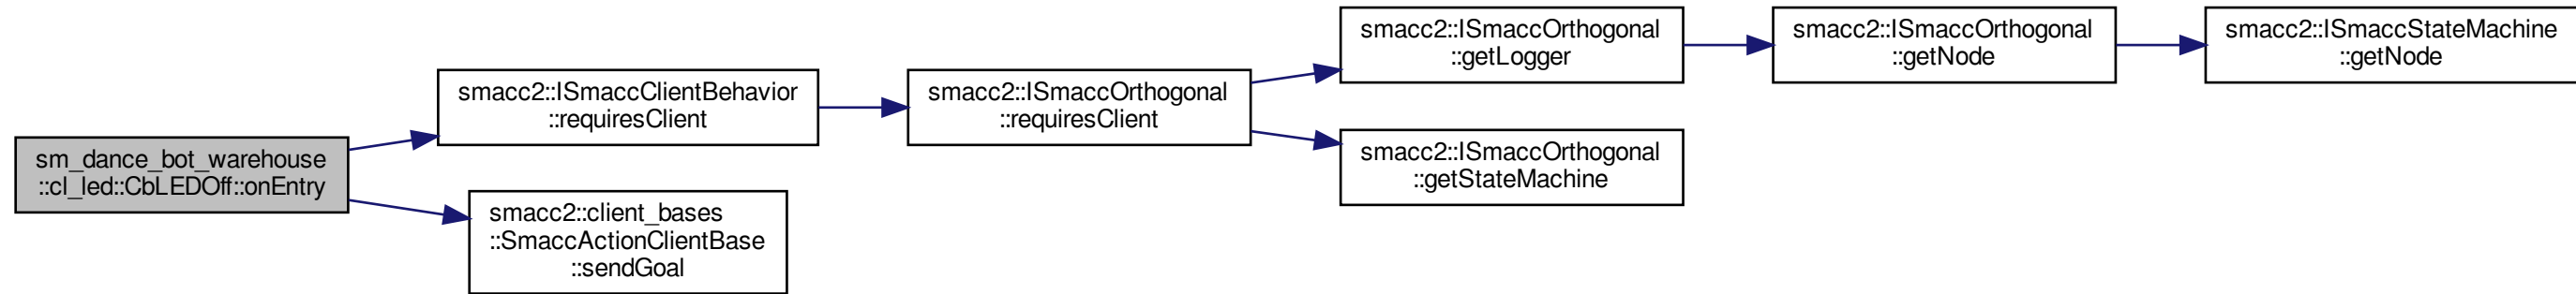 sm_dance_bot_warehouse
::cl_led::CbLEDOff::onEntry
smacc2::ISmaccClientBehavior
::requiresClient
smacc2::ISmaccOrthogonal
::requiresClient
smacc2::ISmaccOrthogonal
::getLogger
smacc2::ISmaccOrthogonal
::getNode
smacc2::ISmaccStateMachine
::getNode
smacc2::ISmaccOrthogonal
::getStateMachine
smacc2::client_bases
::SmaccActionClientBase
::sendGoal